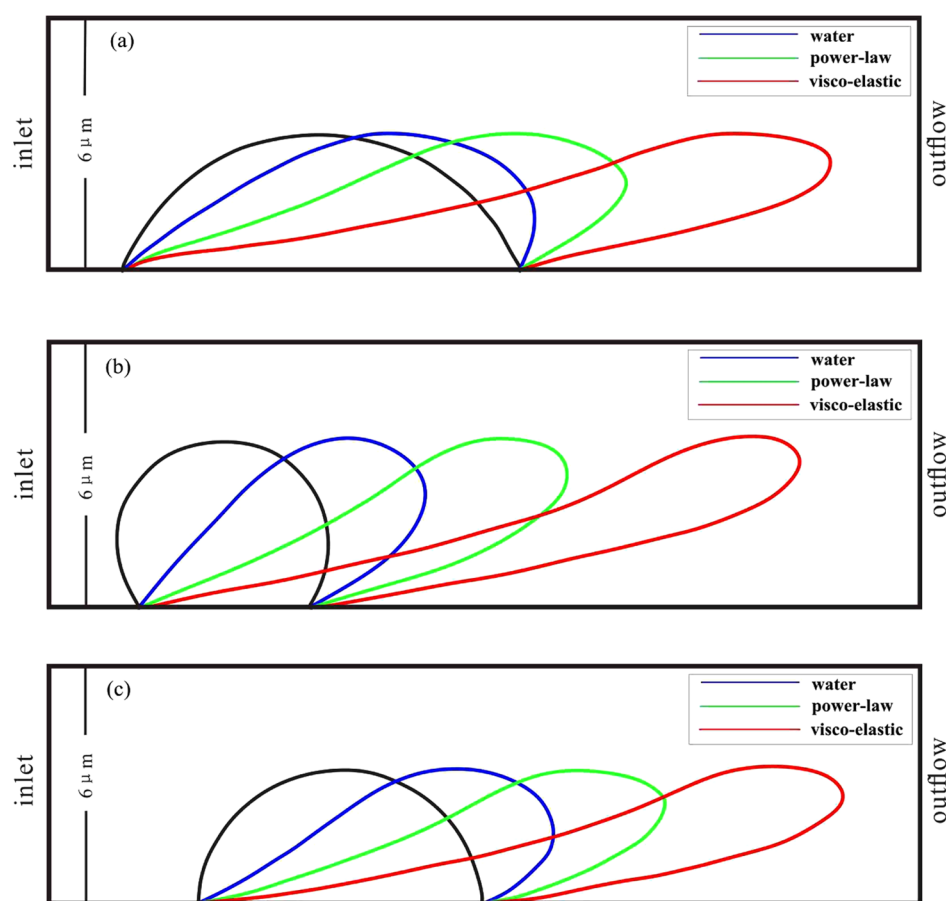 (a)
water
power-law
visco-elastic
inlet
6 μm
outflow
(b)
water
power-law
visco-elastic
inlet
6 μm
outflow
(c)
water
power-law
visco-elastic
inlet
6 μm
outflow